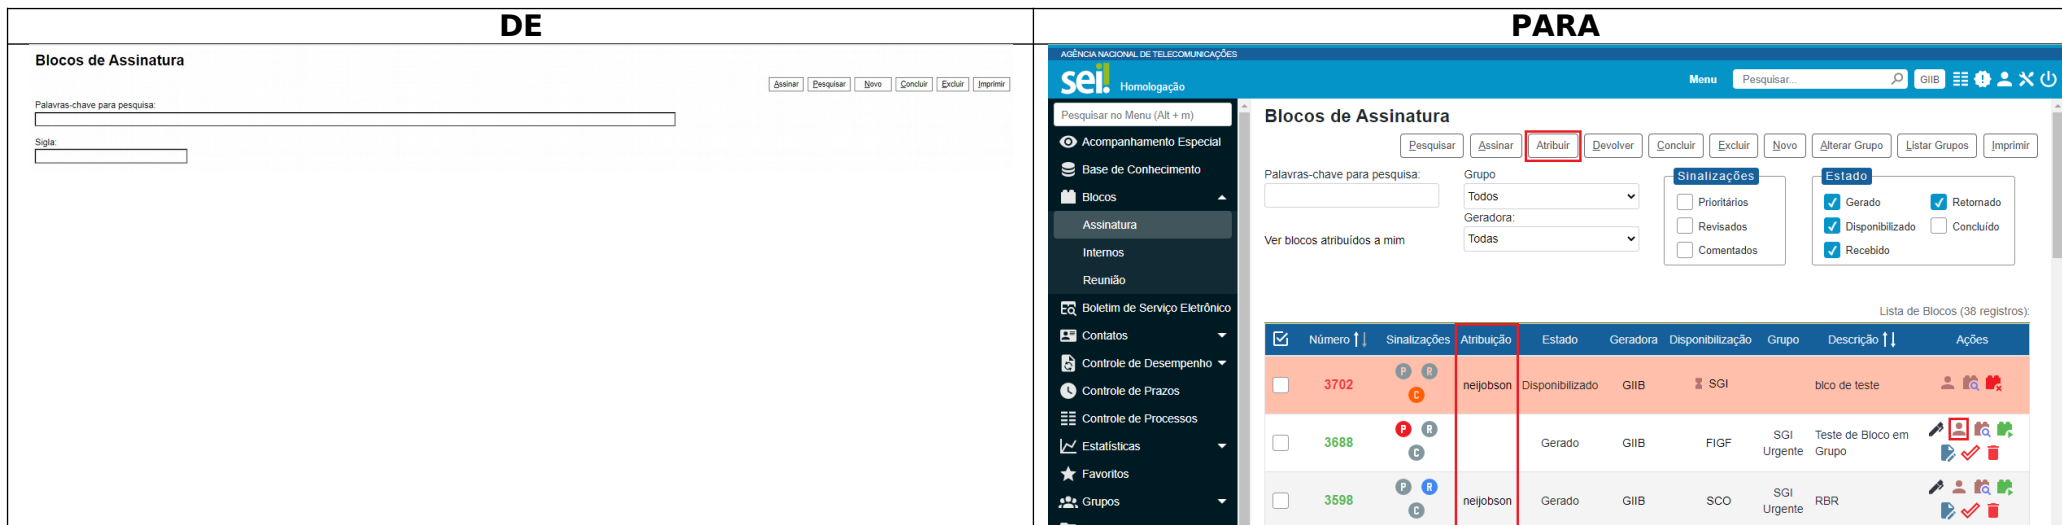 DE
PARA
Blocos de Assinatura
Assinar Pesquisar Novo Concluir Excluir Imprimir
Palavras-chave para pesquisa:
Sigla:
AGÊNCIA NACIONAL DE TELECOMUNICAÇÕES
sei! Homologação
Menu Pesquisar... GIIB
Pesquisar no Menu (Alt + m)
Acompanhamento Especial
Base de Conhecimento
Blocos
Assinatura
Internos
Reunião
Boletim de Serviço Eletrônico
Contatos
Controle de Desempenho
Controle de Prazos
Controle de Processos
Estatísticas
Favoritos
Grupos
Blocos de Assinatura
Pesquisar Assinar Atribuir Devolver Concluir Excluir Novo Alterar Grupo Listar Grupos Imprimir
Palavras-chave para pesquisa:
Grupo
Todos
Geradora:
Todas
Ver blocos atribuídos a mim
Sinalizações
Prioritários
Revisados
Comentados
Estado
Gerado Retornado
Disponibilizado Concluído
Recebido
Lista de Blocos (38 registros):
Número Sinalizações Atribuição Estado Geradora Disponibilização Grupo Descrição Ações
P R
3702 neijobson Disponibilizado GIIB SGI blco de teste
C
P R
3688 Gerado GIIB FIGF SGI Urgente Teste de Bloco em Grupo
C
P R
3598 neijobson Gerado GIIB SCO SGI Urgente RBR
C